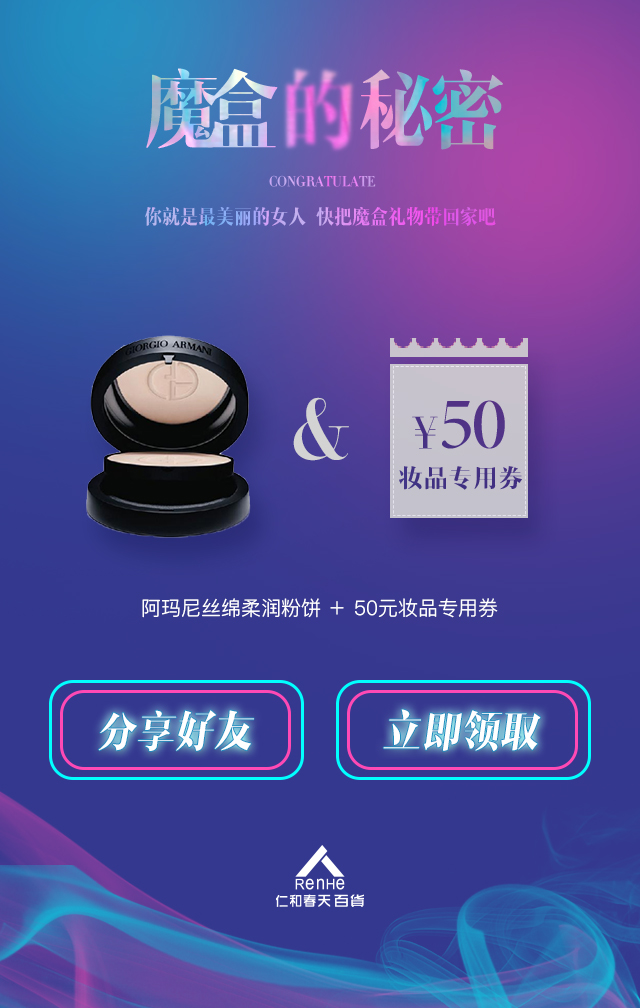 魔盒的秘密
CONGRATULATE
你就是最美丽的女人 快把魔盒礼物带回家吧
GIORGIO ARMANI
&
¥50
妆品专用券
阿玛尼丝绵柔润粉饼 + 50元妆品专用券
分享好友
立即领取
RenHe
仁和春天百貨